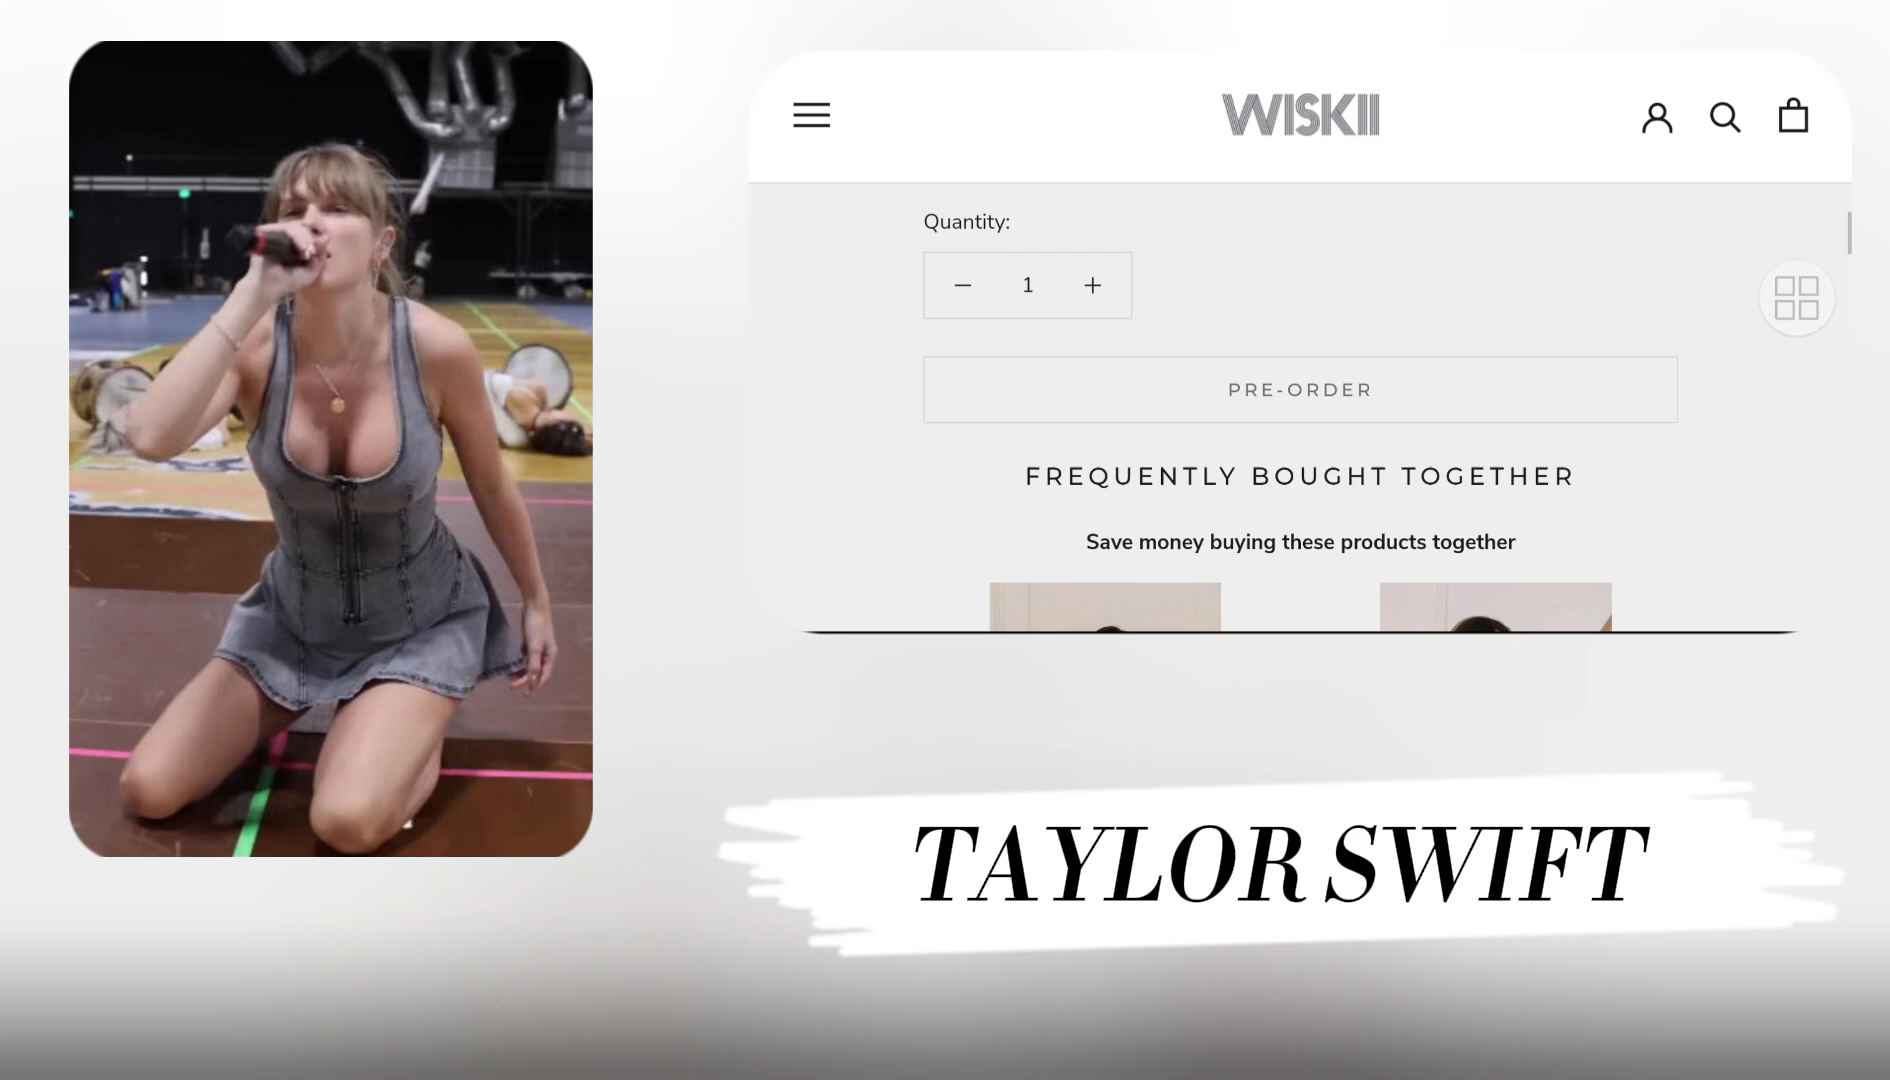 WISKII
Quantity:
1
PRE-ORDER
FREQUENTLY BOUGHT TOGETHER
Save money buying these products together
TAYLOR SWIFT